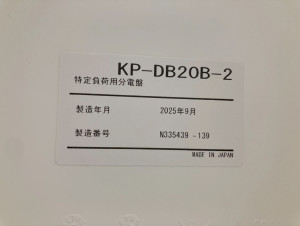 KP-DB20B-2
特定負荷用分電盤
製造年月 2025年9月
製造番号 N335439 -139
MADE IN JAPAN